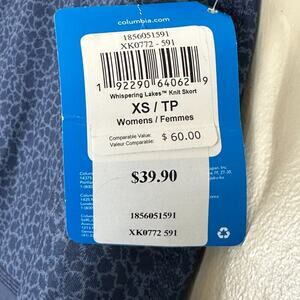 columbia.com
1856051591
XK0772 - 591
1 92290 64062 9
Whispering Lakes™ Knit Skort
XS / TP
Womens / Femmes
Comparable Value:
Valeur Comparable:
$ 60.00
$39.90
1856051591
XK0772 591